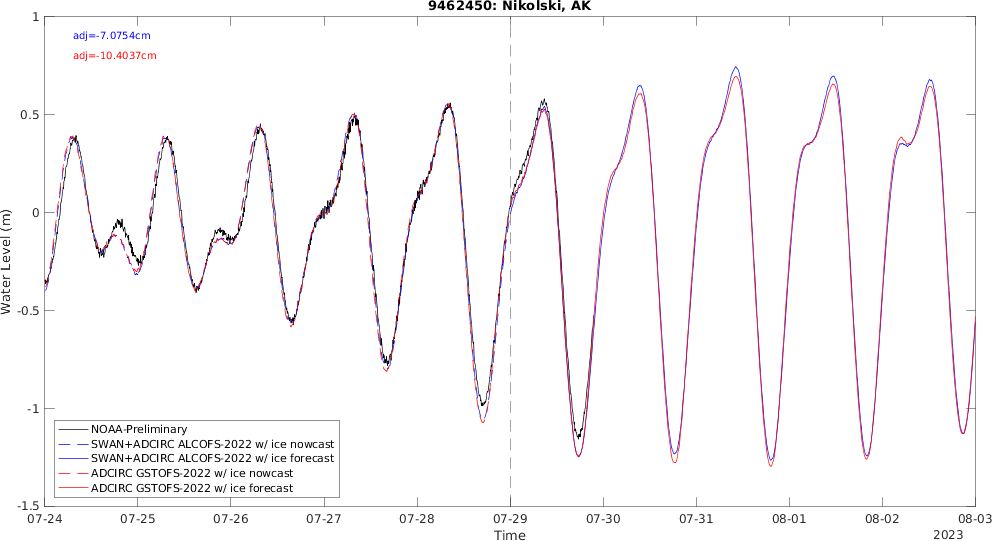 9462450: Nikolski, AK
adj=-7.0754cm
adj=-10.4037cm
Water Level (m)
1
0.5
0
-0.5
-1
-1.5
NOAA-Preliminary
SWAN+ADCIRC ALCOFS-2022 w/ ice nowcast
SWAN+ADCIRC ALCOFS-2022 w/ ice forecast
ADCIRC GSTOFS-2022 w/ ice nowcast
ADCIRC GSTOFS-2022 w/ ice forecast
07-24 07-25 07-26 07-27 07-28 07-29 07-30 07-31 08-01 08-02 08-03
Time
2023